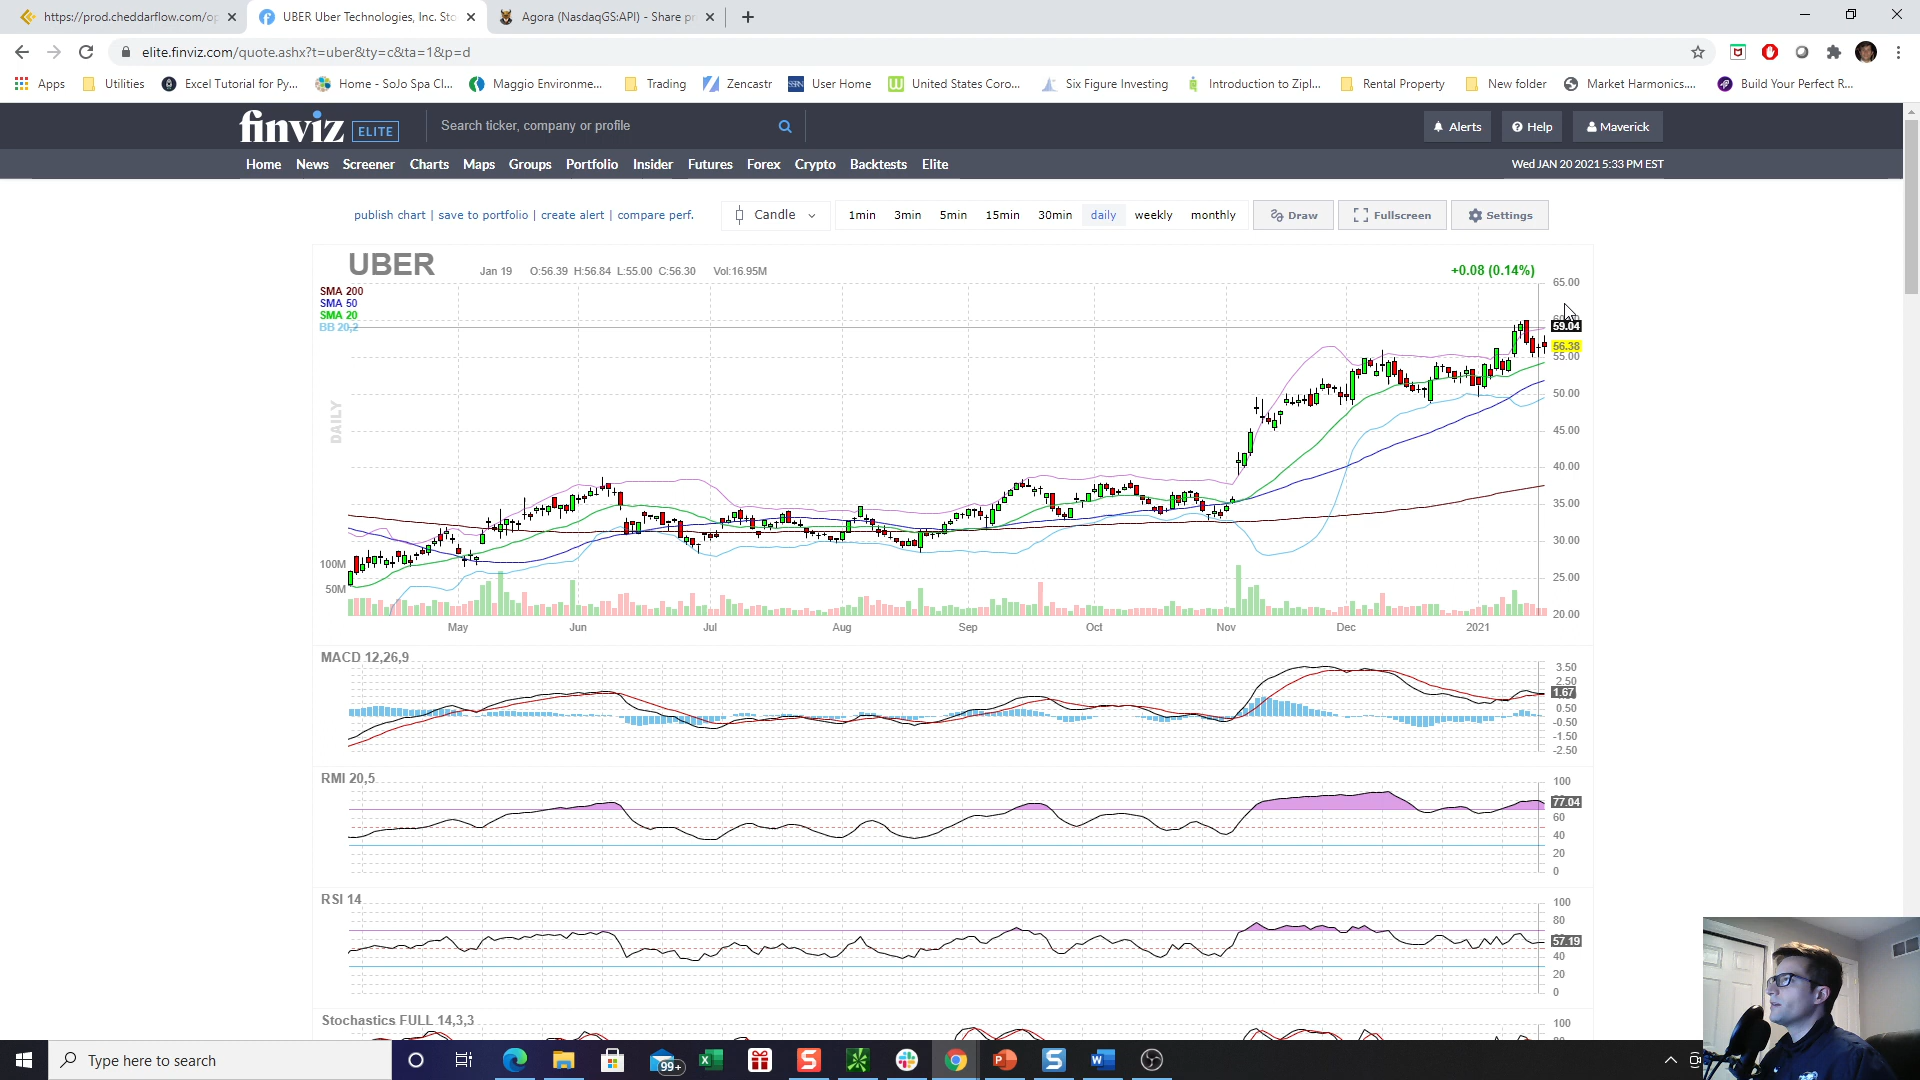 https://prod.cheddarflow.com/op
UBER Uber Technologies, Inc. Sto
Agora (NasdaqGS:API) - Share pr
elite.finviz.com/quote.ashx?t=uber&ty=c&ta=1&p=d
Apps Utilities Excel Tutorial for Py... Home - SoJo Spa Cl... Maggio Environme... Trading Zencastr User Home United States Coro... Six Figure Investing Introduction to Zipl... Rental Property New folder Market Harmonics.... Build Your Perfect R...
finviz ELITE Search ticker, company or profile Alerts Help Maverick
Home News Screener Charts Maps Groups Portfolio Insider Futures Forex Crypto Backtests Elite Wed JAN 20 2021 5:33 PM EST
publish chart | save to portfolio | create alert | compare perf. Candle 1min 3min 5min 15min 30min daily weekly monthly Draw Fullscreen Settings
UBER Jan 19 O:56.39 H:56.84 L:55.00 C:56.30 Vol:16.95M +0.08 (0.14%)
SMA 200
SMA 50
SMA 20
BB 20,2
DAILY
65.00
59.04
56.38
55.00
50.00
45.00
40.00
35.00
30.00
25.00
20.00
100M
50M
May Jun Jul Aug Sep Oct Nov Dec 2021
MACD 12,26,9
3.50
2.50
1.67
0.50
-0.50
-1.50
-2.50
RMI 20,5
100
77.04
60
40
20
0
RSI 14
100
80
57.19
40
20
0
Stochastics FULL 14,3,3
100
Type here to search
99+